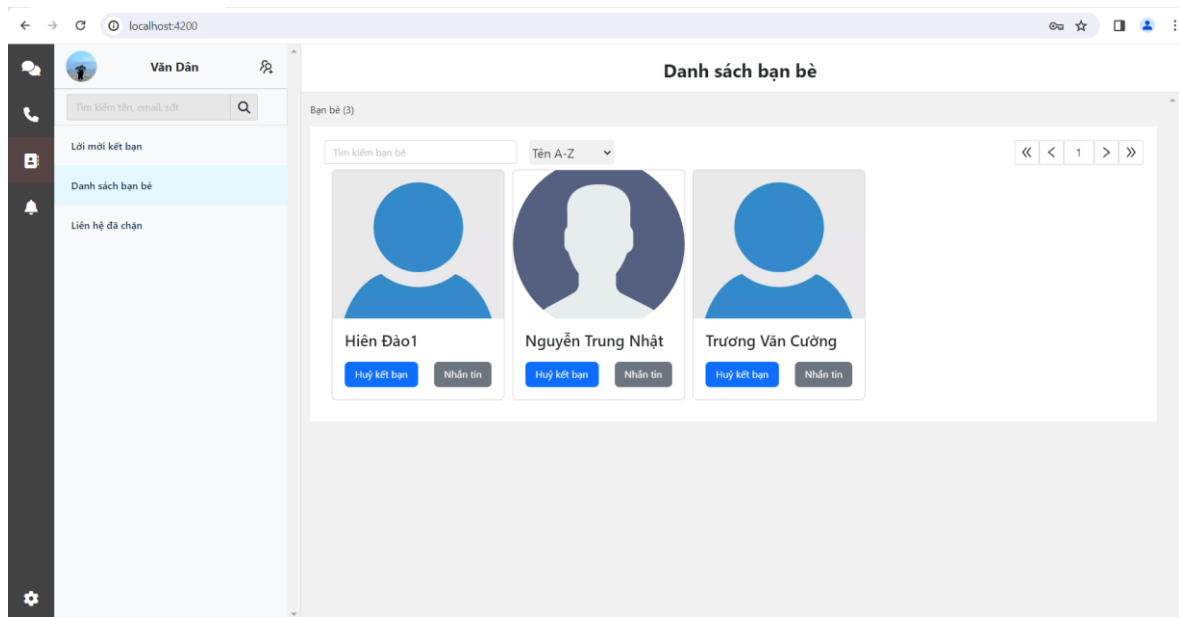 localhost:4200
Văn Dân
Tìm kiếm tên, email, sđt
Lời mời kết bạn
Danh sách bạn bè
Liên hệ đã chặn
Danh sách bạn bè
Bạn bè (3)
Tìm kiếm bạn bè
Tên A-Z
1
Hiên Đào1
Nguyễn Trung Nhật
Trương Văn Cường
Huỷ kết bạn Nhắn tin
Huỷ kết bạn Nhắn tin
Huỷ kết bạn Nhắn tin